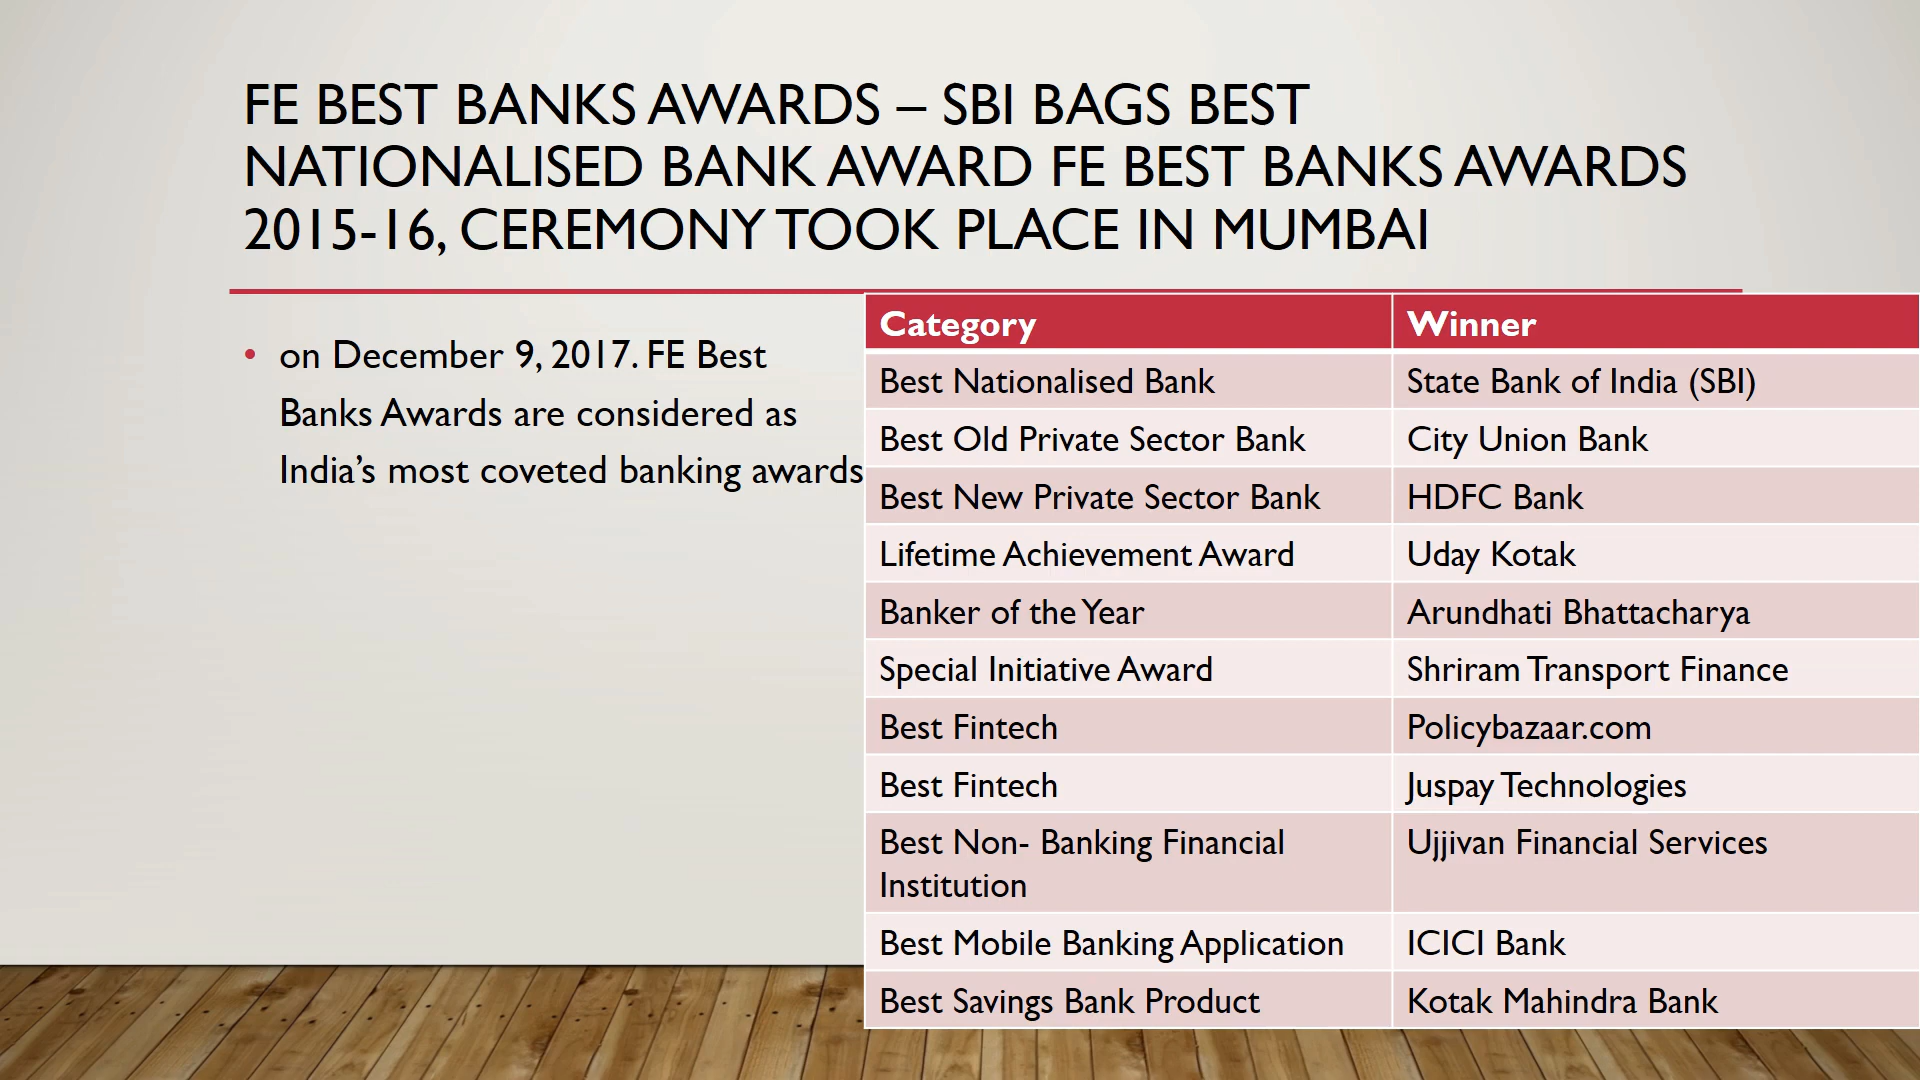 FE BEST BANKS AWARDS – SBI BAGS BEST
NATIONALISED BANK AWARD FE BEST BANKS AWARDS
2015-16, CEREMONY TOOK PLACE IN MUMBAI
• on December 9, 2017. FE Best
Banks Awards are considered as
India’s most coveted banking awards
Category Winner
Best Nationalised Bank State Bank of India (SBI)
Best Old Private Sector Bank City Union Bank
Best New Private Sector Bank HDFC Bank
Lifetime Achievement Award Uday Kotak
Banker of the Year Arundhati Bhattacharya
Special Initiative Award Shriram Transport Finance
Best Fintech Policybazaar.com
Best Fintech Juspay Technologies
Best Non- Banking Financial Ujjivan Financial Services
Institution
Best Mobile Banking Application ICICI Bank
Best Savings Bank Product Kotak Mahindra Bank